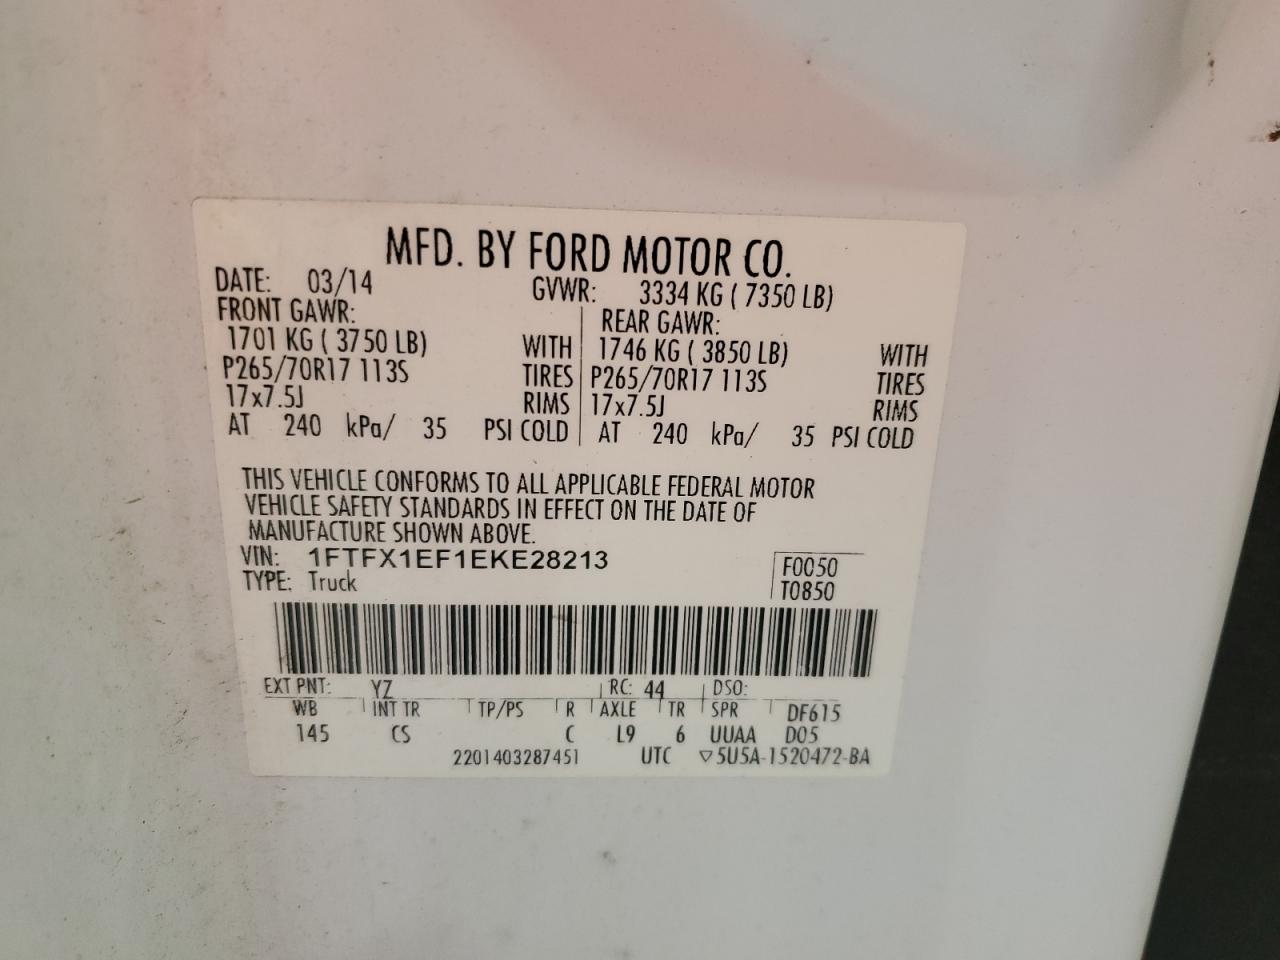 MFD. BY FORD MOTOR CO.
DATE: 03/14 GVWR: 3334 KG ( 7350 LB)
FRONT GAWR: REAR GAWR:
1701 KG ( 3750 LB) WITH 1746 KG ( 3850 LB) WITH
P265/70R17 113S TIRES P265/70R17 113S TIRES
17x7.5J RIMS 17x7.5J RIMS
AT 240 kPa/ 35 PSI COLD AT 240 kPa/ 35 PSI COLD
THIS VEHICLE CONFORMS TO ALL APPLICABLE FEDERAL MOTOR
VEHICLE SAFETY STANDARDS IN EFFECT ON THE DATE OF
MANUFACTURE SHOWN ABOVE.
VIN: 1FTFX1EF1EKE28213 F0050
TYPE: Truck T0850
EXT PNT: YZ RC: 44 DSO:
WB INT TR TP/PS R AXLE TR SPR DF615
145 CS C L9 6 UUAA D05
2201403287451 UTC ▽5U5A-1520472-BA